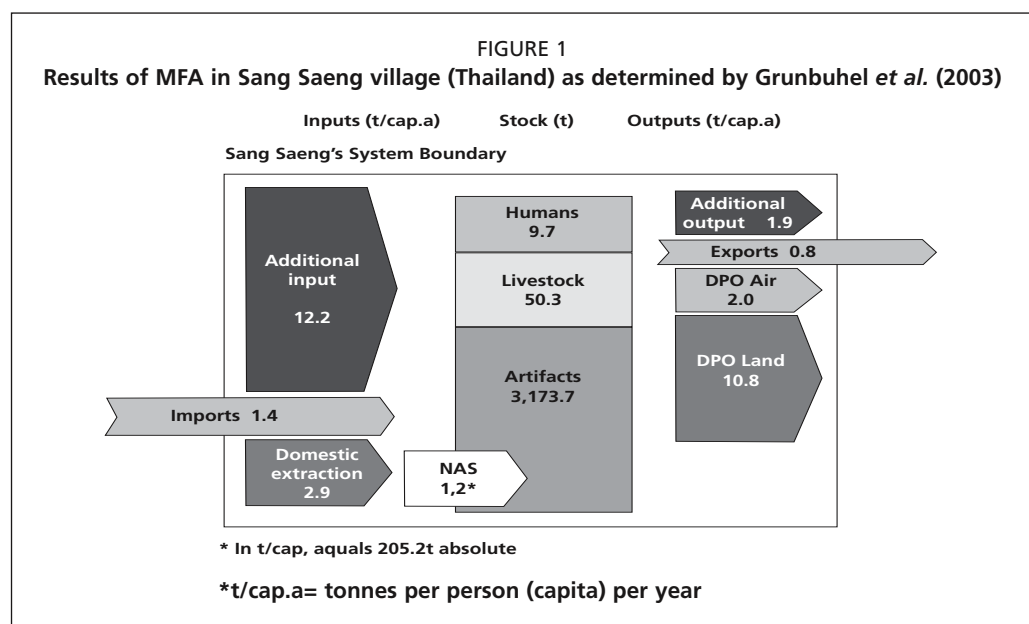 FIGURE 1
Results of MFA in Sang Saeng village (Thailand) as determined by Grunbuhel et al. (2003)
Inputs (t/cap.a) Stock (t) Outputs (t/cap.a)
Sang Saeng's System Boundary
Additional
input
12.2
Imports 1.4
Domestic
extraction
2.9
NAS
1,2*
Humans
9.7
Livestock
50.3
Artifacts
3,173.7
Additional
output 1.9
Exports 0.8
DPO Air
2.0
DPO Land
10.8
* In t/cap, aquals 205.2t absolute
*t/cap.a= tonnes per person (capita) per year